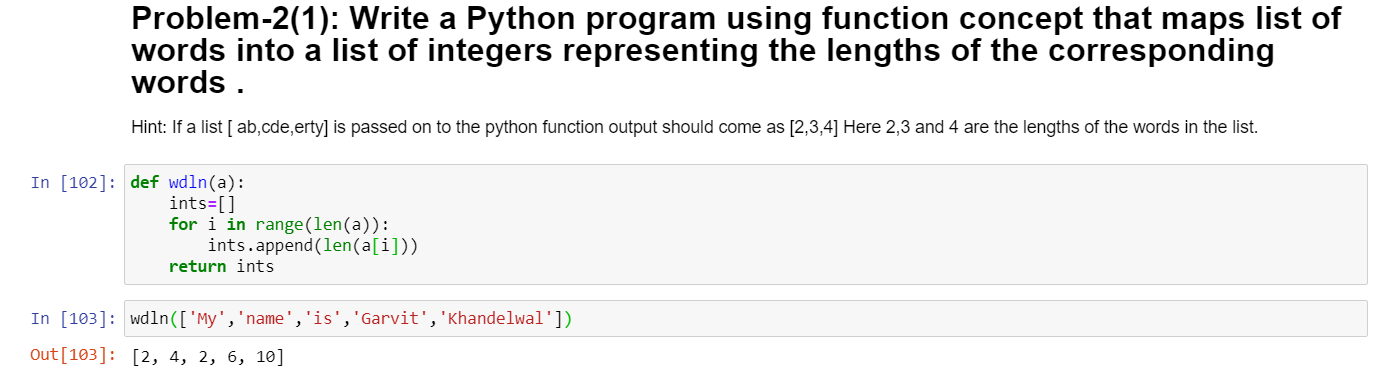 Problem-2(1): Write a Python program using function concept that maps list of
words into a list of integers representing the lengths of the corresponding
words .
Hint: If a list [ ab,cde,erty] is passed on to the python function output should come as [2,3,4] Here 2,3 and 4 are the lengths of the words in the list.
In [102]: def wdln(a):
    ints=[]
    for i in range(len(a)):
        ints.append(len(a[i]))
    return ints
In [103]: wdln(['My','name','is','Garvit','Khandelwal'])
Out[103]: [2, 4, 2, 6, 10]